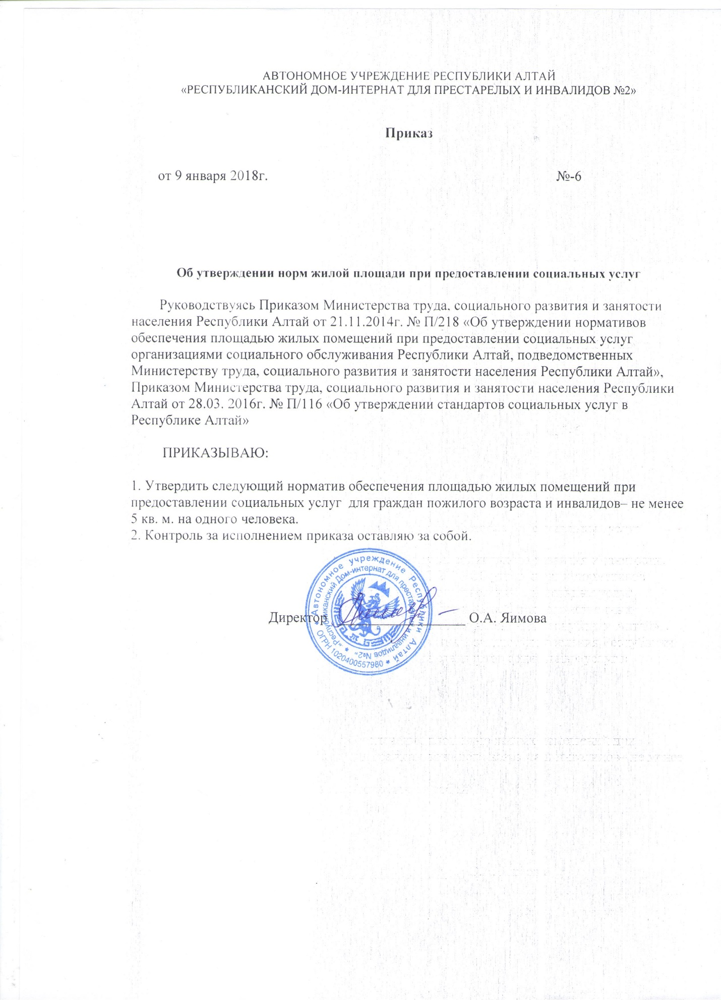 АВТОНОМНОЕ УЧРЕЖДЕНИЕ РЕСПУБЛИКИ АЛТАЙ
«РЕСПУБЛИКАНСКИЙ ДОМ-ИНТЕРНАТ ДЛЯ ПРЕСТАРЕЛЫХ И ИНВАЛИДОВ №2»
Приказ
от 9 января 2018г. №-6
Об утверждении норм жилой площади при предоставлении социальных услуг
Руководствуясь Приказом Министерства труда, социального развития и занятости
населения Республики Алтай от 21.11.2014г. № П/218 «Об утверждении нормативов
обеспечения площадью жилых помещений при предоставлении социальных услуг
организациями социального обслуживания Республики Алтай, подведомственных
Министерству труда, социального развития и занятости населения Республики Алтай»,
Приказом Министерства труда, социального развития и занятости населения Республики
Алтай от 28.03. 2016г. № П/116 «Об утверждении стандартов социальных услуг в
Республике Алтай»
ПРИКАЗЫВАЮ:
1. Утвердить следующий норматив обеспечения площадью жилых помещений при
предоставлении социальных услуг для граждан пожилого возраста и инвалидов– не менее
5 кв. м. на одного человека.
2. Контроль за исполнением приказа оставляю за собой.
Директор ____________________ О.А. Яимова
Автономное учреждение Республики Алтай * ОГРН 1020400557980 *
«Республиканский Дом-интернат для престарелых и инвалидов №2» *